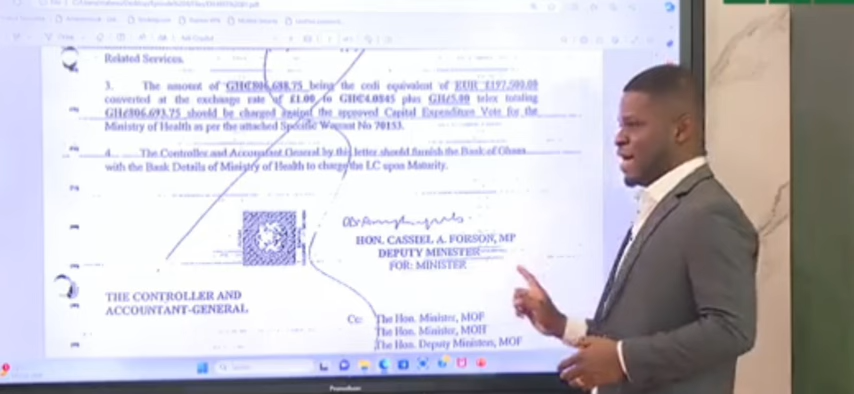 Related Services.
3. The amount of GH₵806,688.75 being the cedi equivalent of EUR £197,500.00
converted at the exchange rate of £1.00 to GH₵4.0845 plus GH₵5.00 telex totaling
GH₵806,693.75 should be charged against the approved Capital Expenditure Vote for the
Ministry of Health as per the attached Specific Warrant No 70153.
4. The Controller and Accountant General by this letter should furnish the Bank of Ghana
with the Bank Details of Ministry of Health to charge the LC upon Maturity.
HON. CASSIEL A. FORSON, MP
DEPUTY MINISTER
FOR: MINISTER
THE CONTROLLER AND
ACCOUNTANT-GENERAL
Cc: The Hon. Minister, MOF
The Hon. Minister, MOH
The Hon. Deputy Ministers, MOF
Promethean